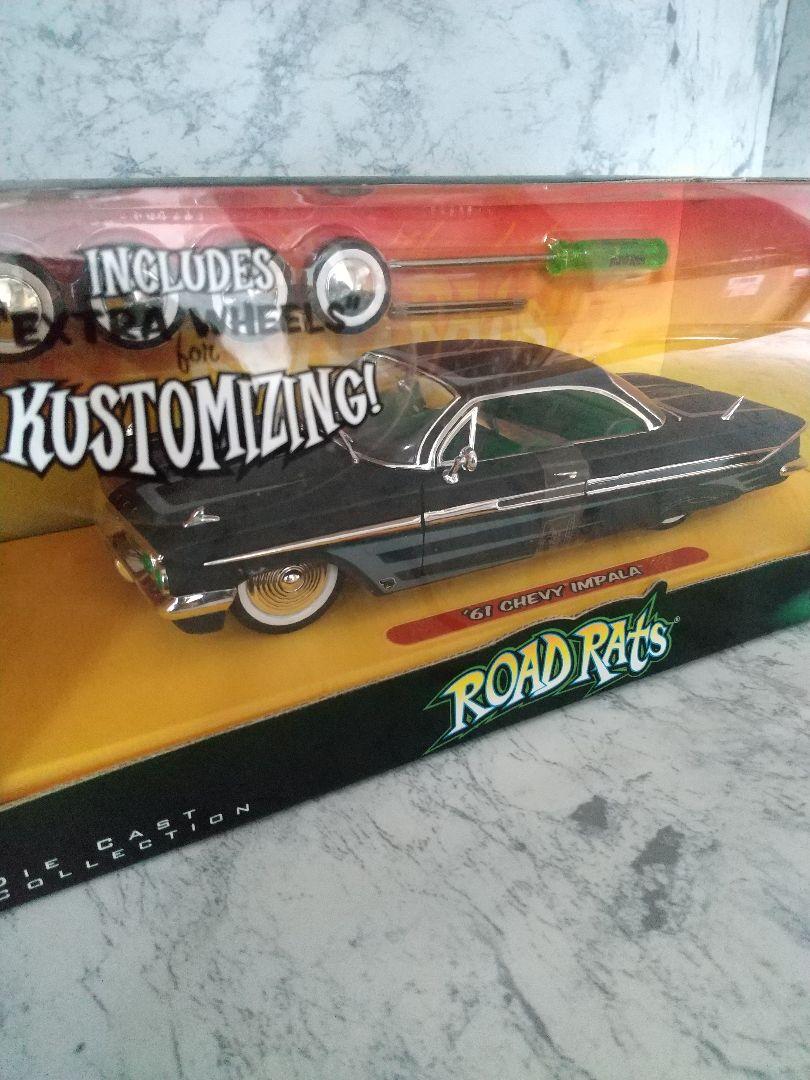 INCLUDES
"EXTRA WHEELS"
for
KUSTOMIZING!
'61 CHEVY IMPALA
ROAD RATS®
DIE CAST
COLLECTION